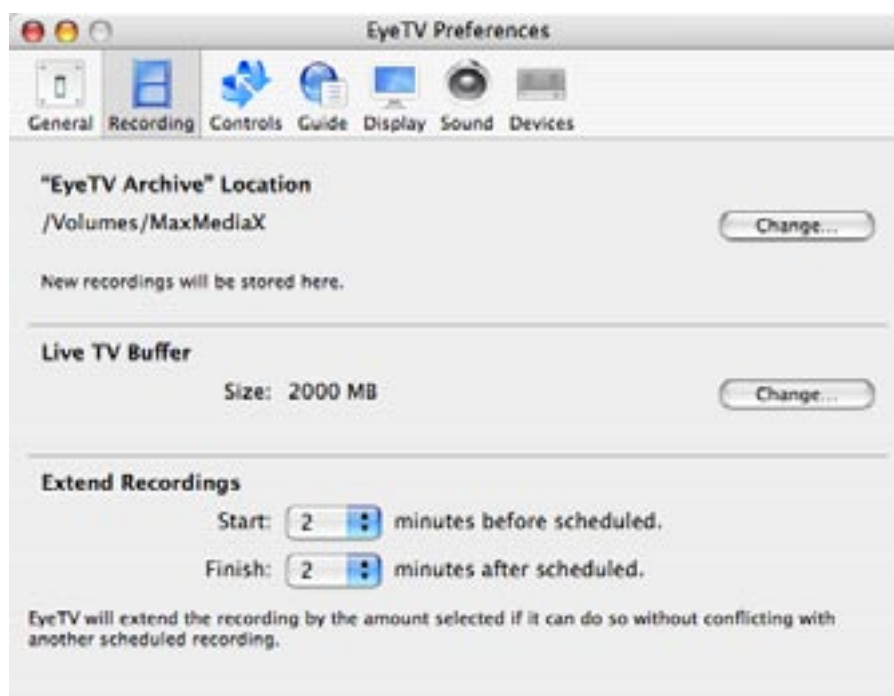 EyeTV Preferences
General Recording Controls Guide Display Sound Devices
"EyeTV Archive" Location
/Volumes/MaxMediaX Change...
New recordings will be stored here.
Live TV Buffer
Size: 2000 MB Change...
Extend Recordings
Start: 2 minutes before scheduled.
Finish: 2 minutes after scheduled.
EyeTV will extend the recording by the amount selected if it can do so without conflicting with
another scheduled recording.